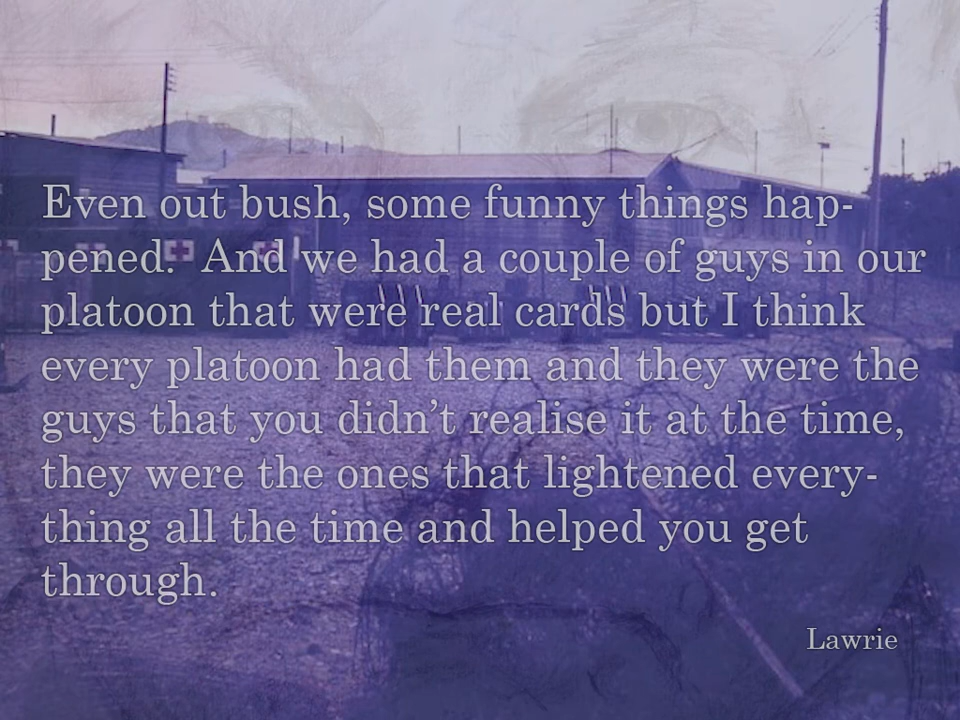 Even out bush, some funny things hap-
pened.  And we had a couple of guys in our
platoon that were real cards but I think
every platoon had them and they were the
guys that you didn’t realise it at the time,
they were the ones that lightened every-
thing all the time and helped you get
through.
Lawrie